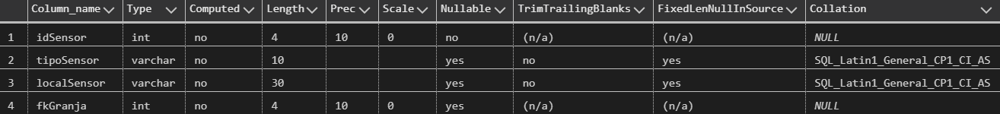 Column_name Type Computed Length Prec Scale Nullable TrimTrailingBlanks FixedLenNullInSource Collation
1 idSensor int no 4 10 0 no (n/a) (n/a) NULL
2 tipoSensor varchar no 10 yes no yes SQL_Latin1_General_CP1_CI_AS
3 localSensor varchar no 30 yes no yes SQL_Latin1_General_CP1_CI_AS
4 fkGranja int no 4 10 0 yes (n/a) (n/a) NULL